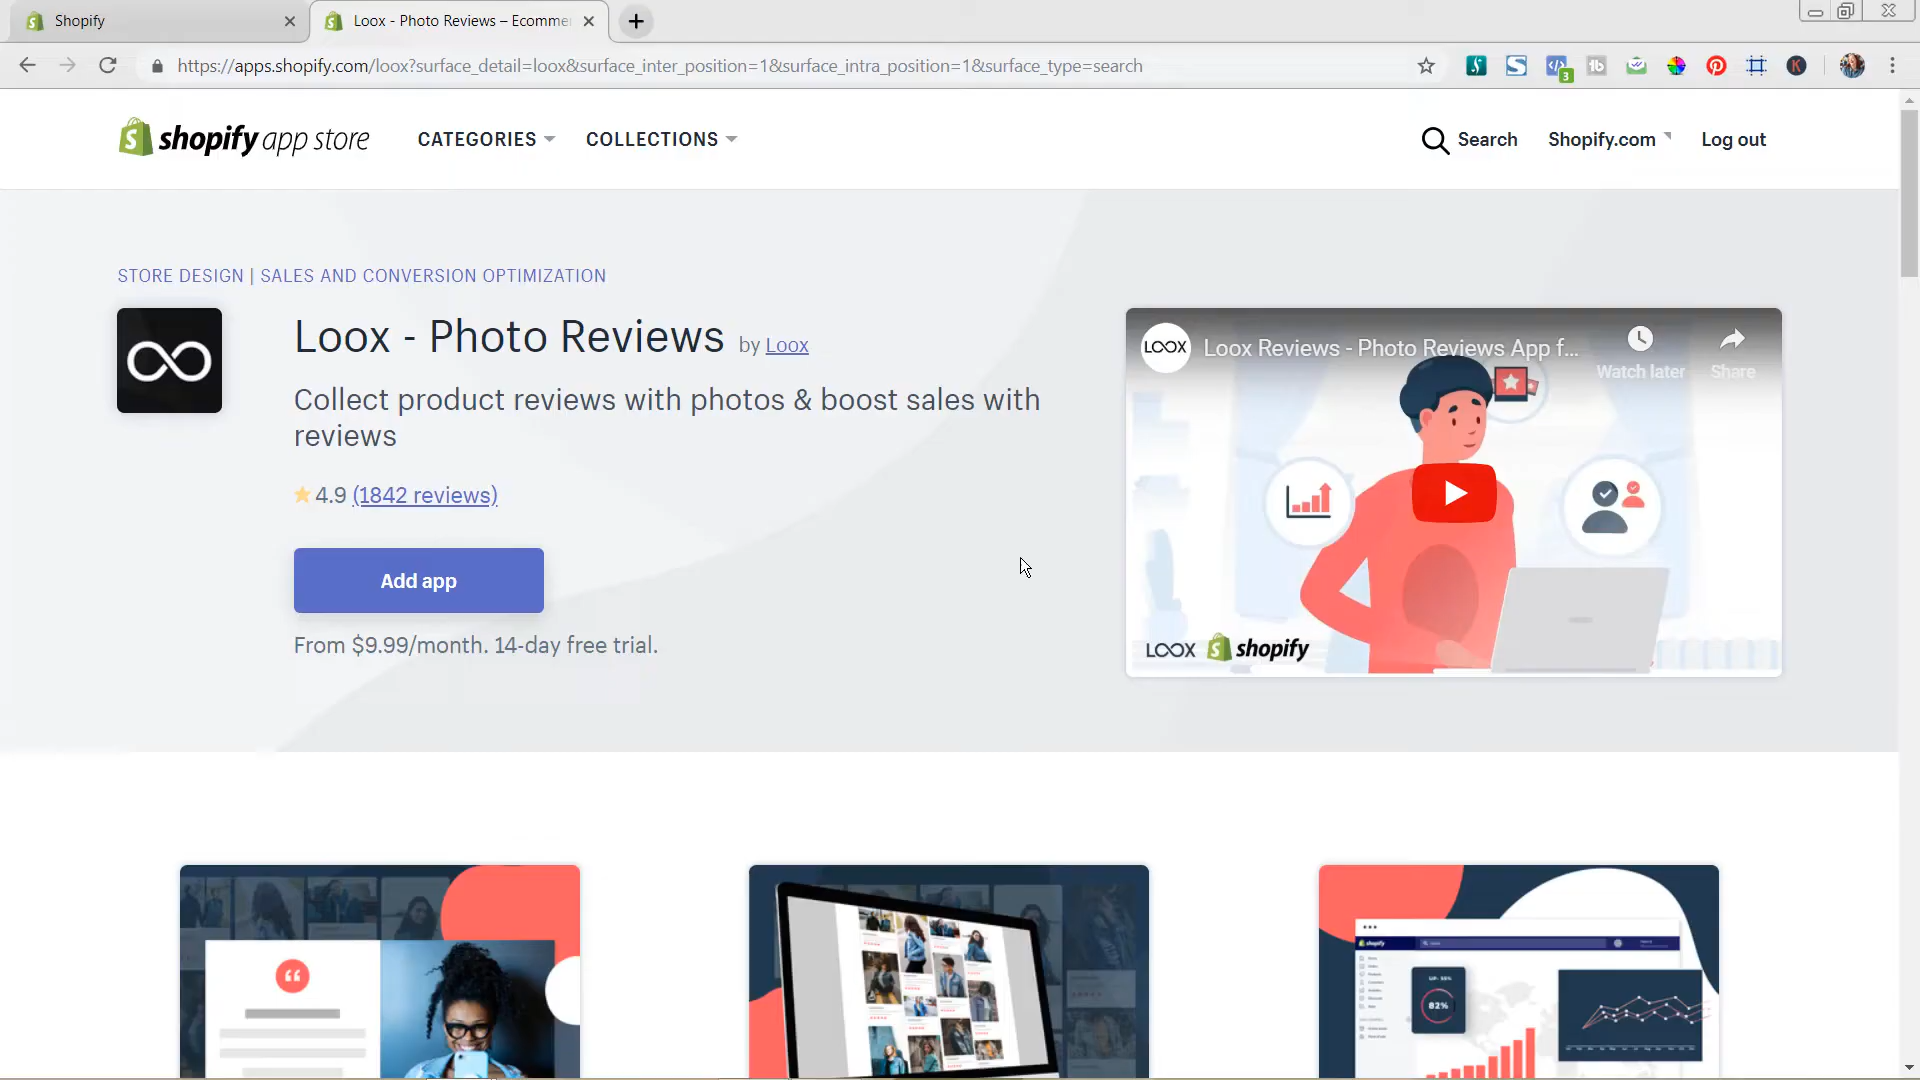 Shopify
Loox - Photo Reviews – Ecomme
https://apps.shopify.com/loox?surface_detail=loox&surface_inter_position=1&surface_intra_position=1&surface_type=search
3
shopify app store
CATEGORIES
COLLECTIONS
Search
Shopify.com
Log out
STORE DESIGN | SALES AND CONVERSION OPTIMIZATION
Loox - Photo Reviews by Loox
Collect product reviews with photos & boost sales with
reviews
4.9 (1842 reviews)
Add app
From $9.99/month. 14-day free trial.
LOOX
Loox Reviews - Photo Reviews App f...
Watch later
Share
LOOX shopify
shopify
82%